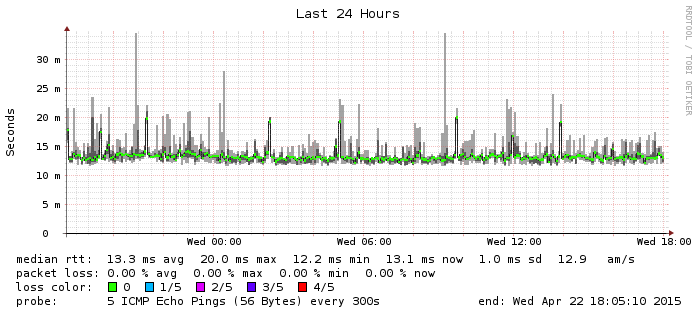 Last 24 Hours
RRDTOOL / TOBI OETIKER
Seconds
30 m
25 m
20 m
15 m
10 m
5 m
0
Wed 00:00 Wed 06:00 Wed 12:00 Wed 18:00
median rtt: 13.3 ms avg 20.0 ms max 12.2 ms min 13.1 ms now 1.0 ms sd 12.9 am/s
packet loss: 0.00 % avg 0.00 % max 0.00 % min 0.00 % now
loss color: 0 1/5 2/5 3/5 4/5
probe: 5 ICMP Echo Pings (56 Bytes) every 300s end: Wed Apr 22 18:05:10 2015